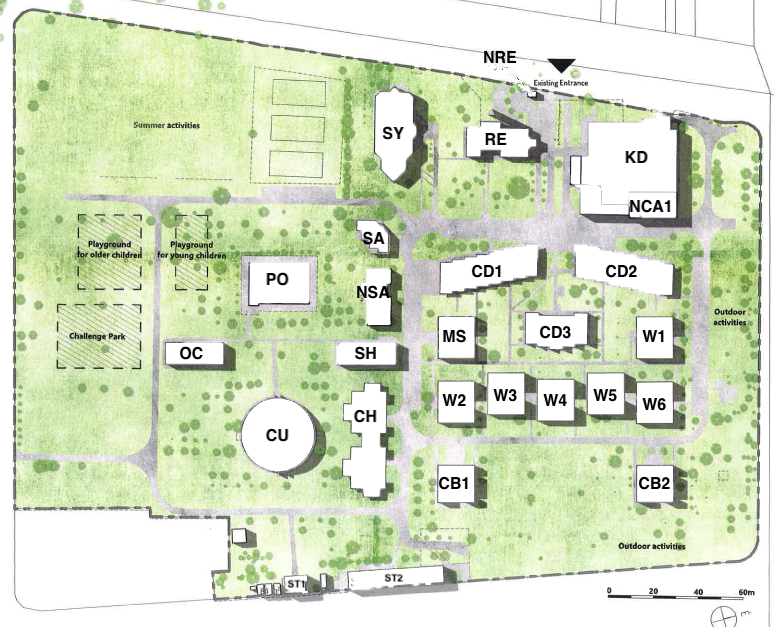 NRE
Existing Entrance
Summer activities
SY
RE
KD
NCA1
Playground
for older children
Playground
for young children
SA
CD1
CD2
PO
NSA
Challenge Park
MS
CD3
W1
Outdoor
activities
OC
SH
W2
W3
W4
W5
W6
CU
CH
CB1
CB2
Outdoor activities
ST1
ST2
0 20 40 60m